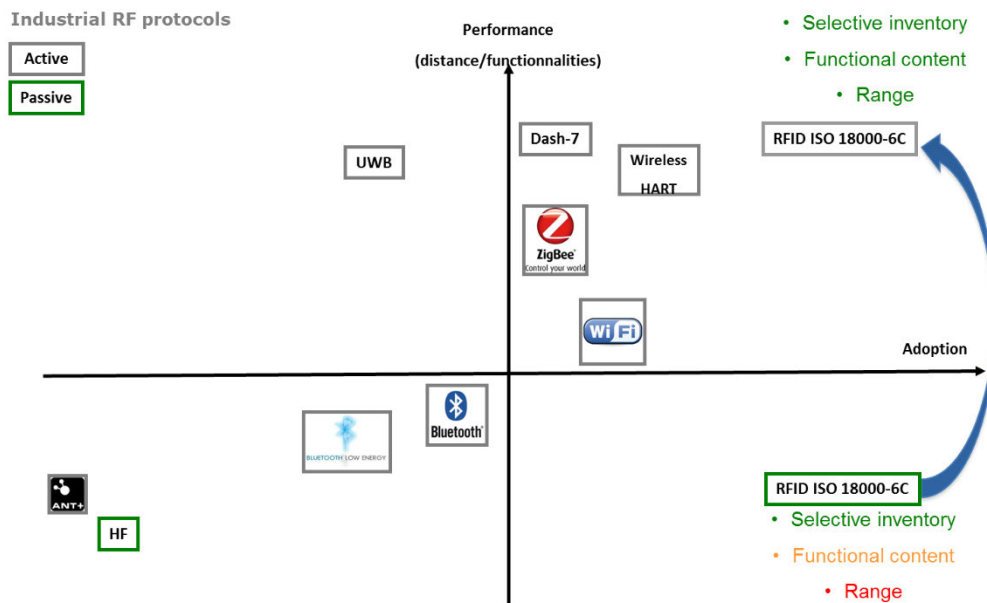 Industrial RF protocols
Active
Passive
Performance
(distance/functionnalities)
• Selective inventory
• Functional content
• Range
UWB
Dash-7
Wireless
HART
RFID ISO 18000-6C
ZigBee®
Control your world
Wi Fi
Adoption
Bluetooth®
BLUETOOTH LOW ENERGY
ANT+
HF
RFID ISO 18000-6C
• Selective inventory
• Functional content
• Range